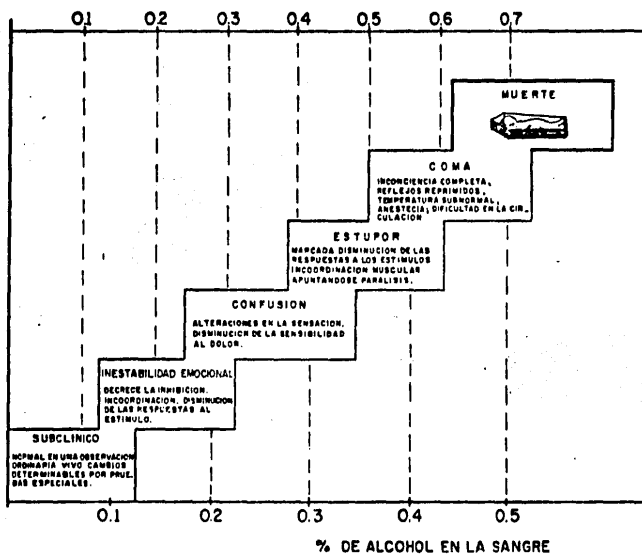 0.1 0.2 0.3 0.4 0.5 0.6 0.7
MUERTE
COMA
INCONCIENCIA COMPLETA,
REFLEJOS REPRIMIDOS,
TEMPERATURA SUBNORMAL,
ANESTECIA; DIFICULTAD EN LA CIR_
CULACION
ESTUPOR
MARCADA DISMINUCION DE LAS
RESPUESTAS A LOS ESTIMULOS
INCOORDINACION MUSCULAR
APUNTANDOSE PARALISIS.
CONFUSION
ALTERACIONES EN LA SENSACION.
DISMINUCION DE LA SENSIBILIDAD
AL DOLOR.
INESTABILIDAD EMOCIONAL
DECRECE LA INHIBICION.
INCOORDINACION, DISMINUCION
DE LAS RESPUESTAS AL
ESTIMULO.
SUBCLINICO
NORMAL EN UNA OBSERVACION
ORDINARIA VIVO CAMBIOS
DETERMINABLES POR PRUE_
BAS ESPECIALES.
0.1 0.2 0.3 0.4 0.5
% DE ALCOHOL EN LA SANGRE